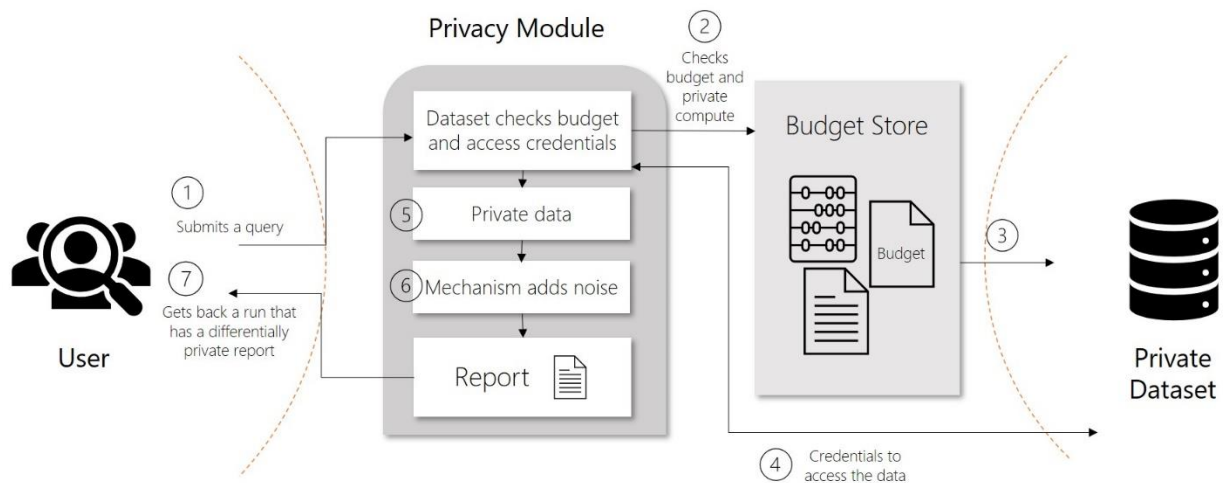 Privacy Module
2
Checks
budget and
private
compute
Dataset checks budget
and access credentials
Budget Store
1
Submits a query
5
Private data
Budget
3
7
6
Mechanism adds noise
Gets back a run that
has a differentially
private report
User
Report
Private
Dataset
4
Credentials to
access the data